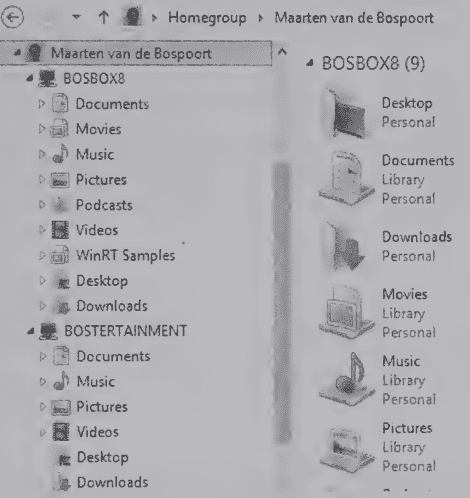 Homegroup Maarten van de Bospoort
Maarten van de Bospoort
BOSBOX8
Documents
Movies
Music
Pictures
Podcasts
Videos
WinRT Samples
Desktop
Downloads
BOSTERTAINMENT
Documents
Music
Pictures
Videos
Desktop
Downloads
BOSBOX8 (9)
Desktop
Personal
Documents
Library
Personal
Downloads
Personal
Movies
Library
Personal
Music
Library
Personal
Pictures
Library
Personal